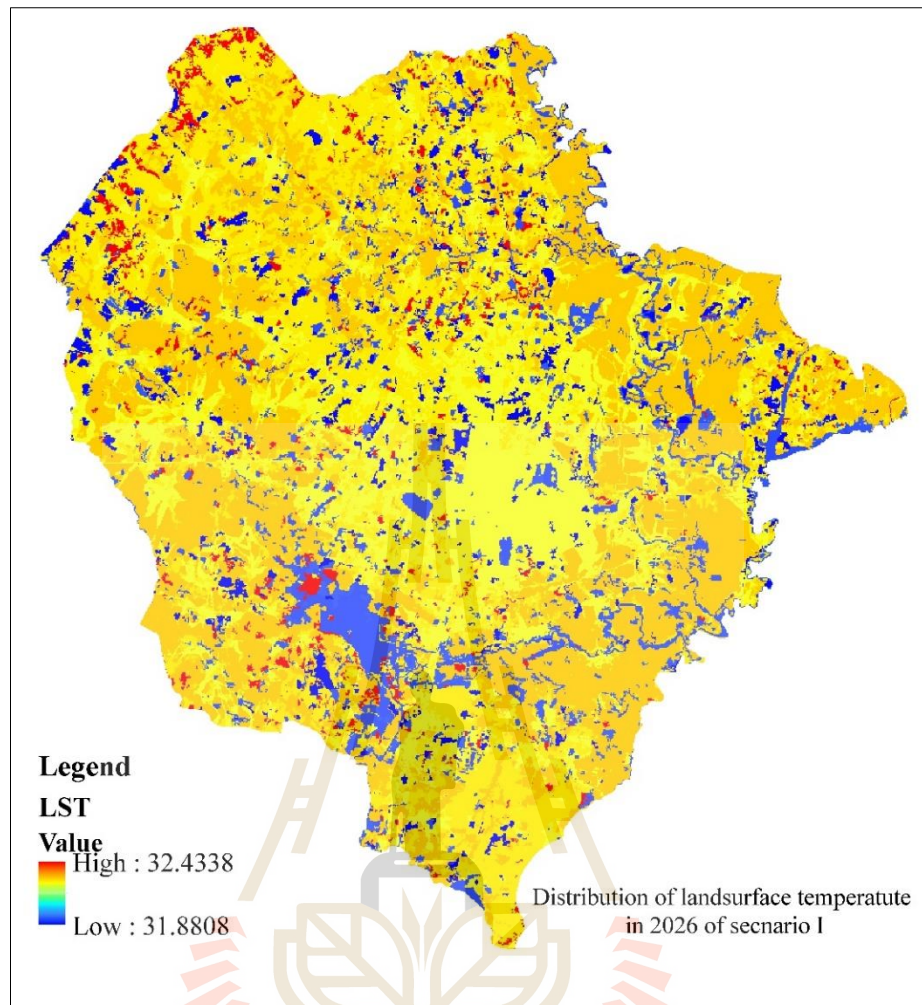 Legend
LST
Value
High : 32.4338
Low : 31.8808
Distribution of landsurface temperatute
in 2026 of secnario I